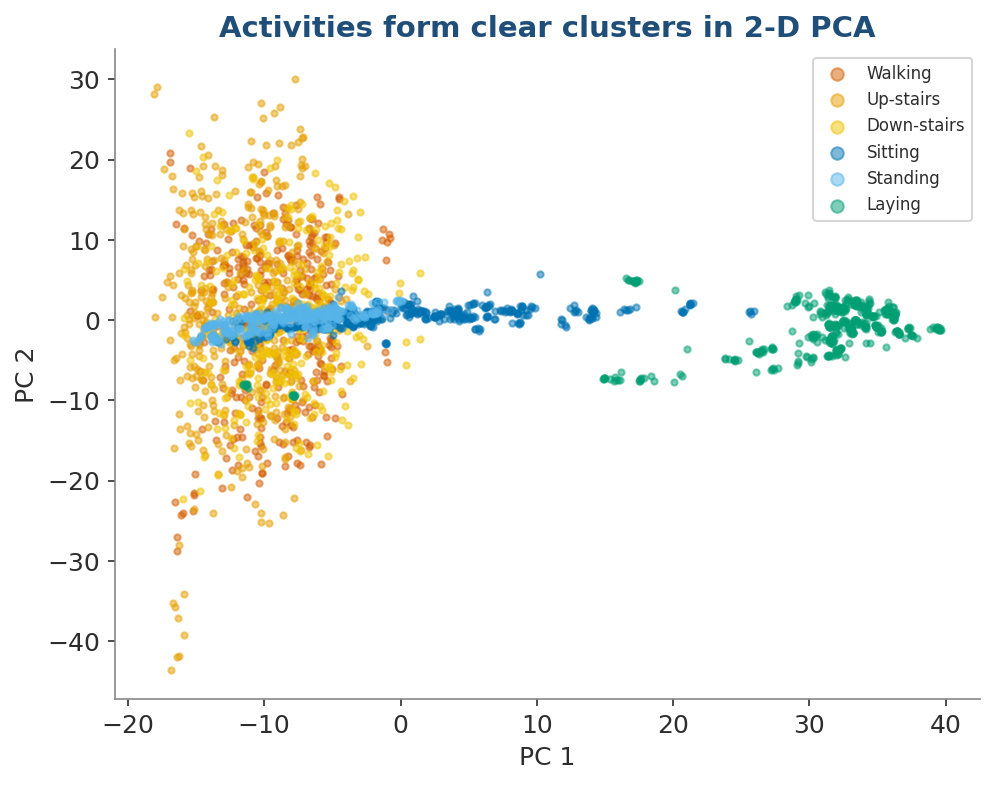 Activities form clear clusters in 2-D PCA
Walking
Up-stairs
Down-stairs
Sitting
Standing
Laying
30
20
10
0
−10
−20
−30
−40
PC 2
−20
−10
0
10
20
30
40
PC 1